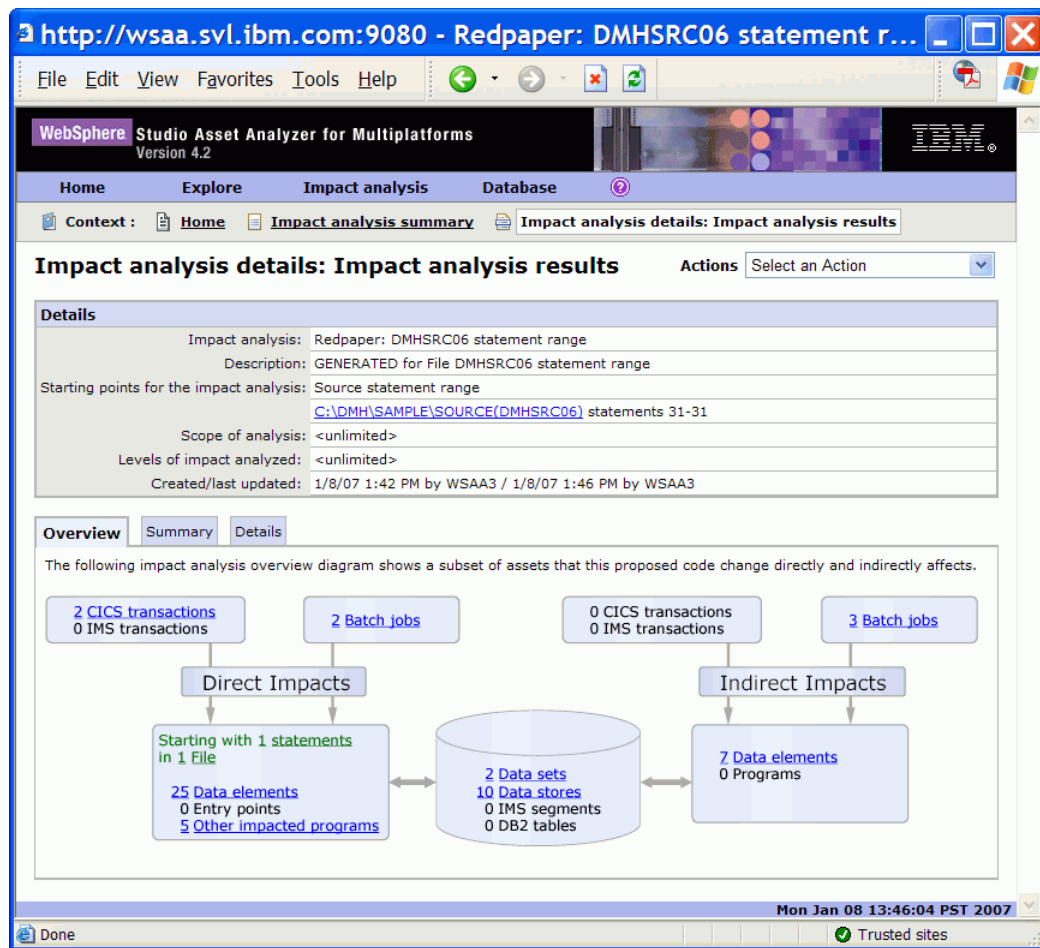 http://wsaa.svl.ibm.com:9080 - Redpaper: DMHSRC06 statement r...
File Edit View Favorites Tools Help
WebSphere Studio Asset Analyzer for Multiplatforms
Version 4.2
IBM®
Home Explore Impact analysis Database ?
Context : Home Impact analysis summary Impact analysis details: Impact analysis results
Impact analysis details: Impact analysis results Actions Select an Action
Details
Impact analysis: Redpaper: DMHSRC06 statement range
Description: GENERATED for File DMHSRC06 statement range
Starting points for the impact analysis: Source statement range
C:\DMH\SAMPLE\SOURCE(DMHSRC06) statements 31-31
Scope of analysis: <unlimited>
Levels of impact analyzed: <unlimited>
Created/last updated: 1/8/07 1:42 PM by WSAA3 / 1/8/07 1:46 PM by WSAA3
Overview Summary Details
The following impact analysis overview diagram shows a subset of assets that this proposed code change directly and indirectly affects.
2 CICS transactions
0 IMS transactions
2 Batch jobs
0 CICS transactions
0 IMS transactions
3 Batch jobs
Direct Impacts
Indirect Impacts
Starting with 1 statements
in 1 File
25 Data elements
0 Entry points
5 Other impacted programs
2 Data sets
10 Data stores
0 IMS segments
0 DB2 tables
7 Data elements
0 Programs
Mon Jan 08 13:46:04 PST 2007
Done Trusted sites